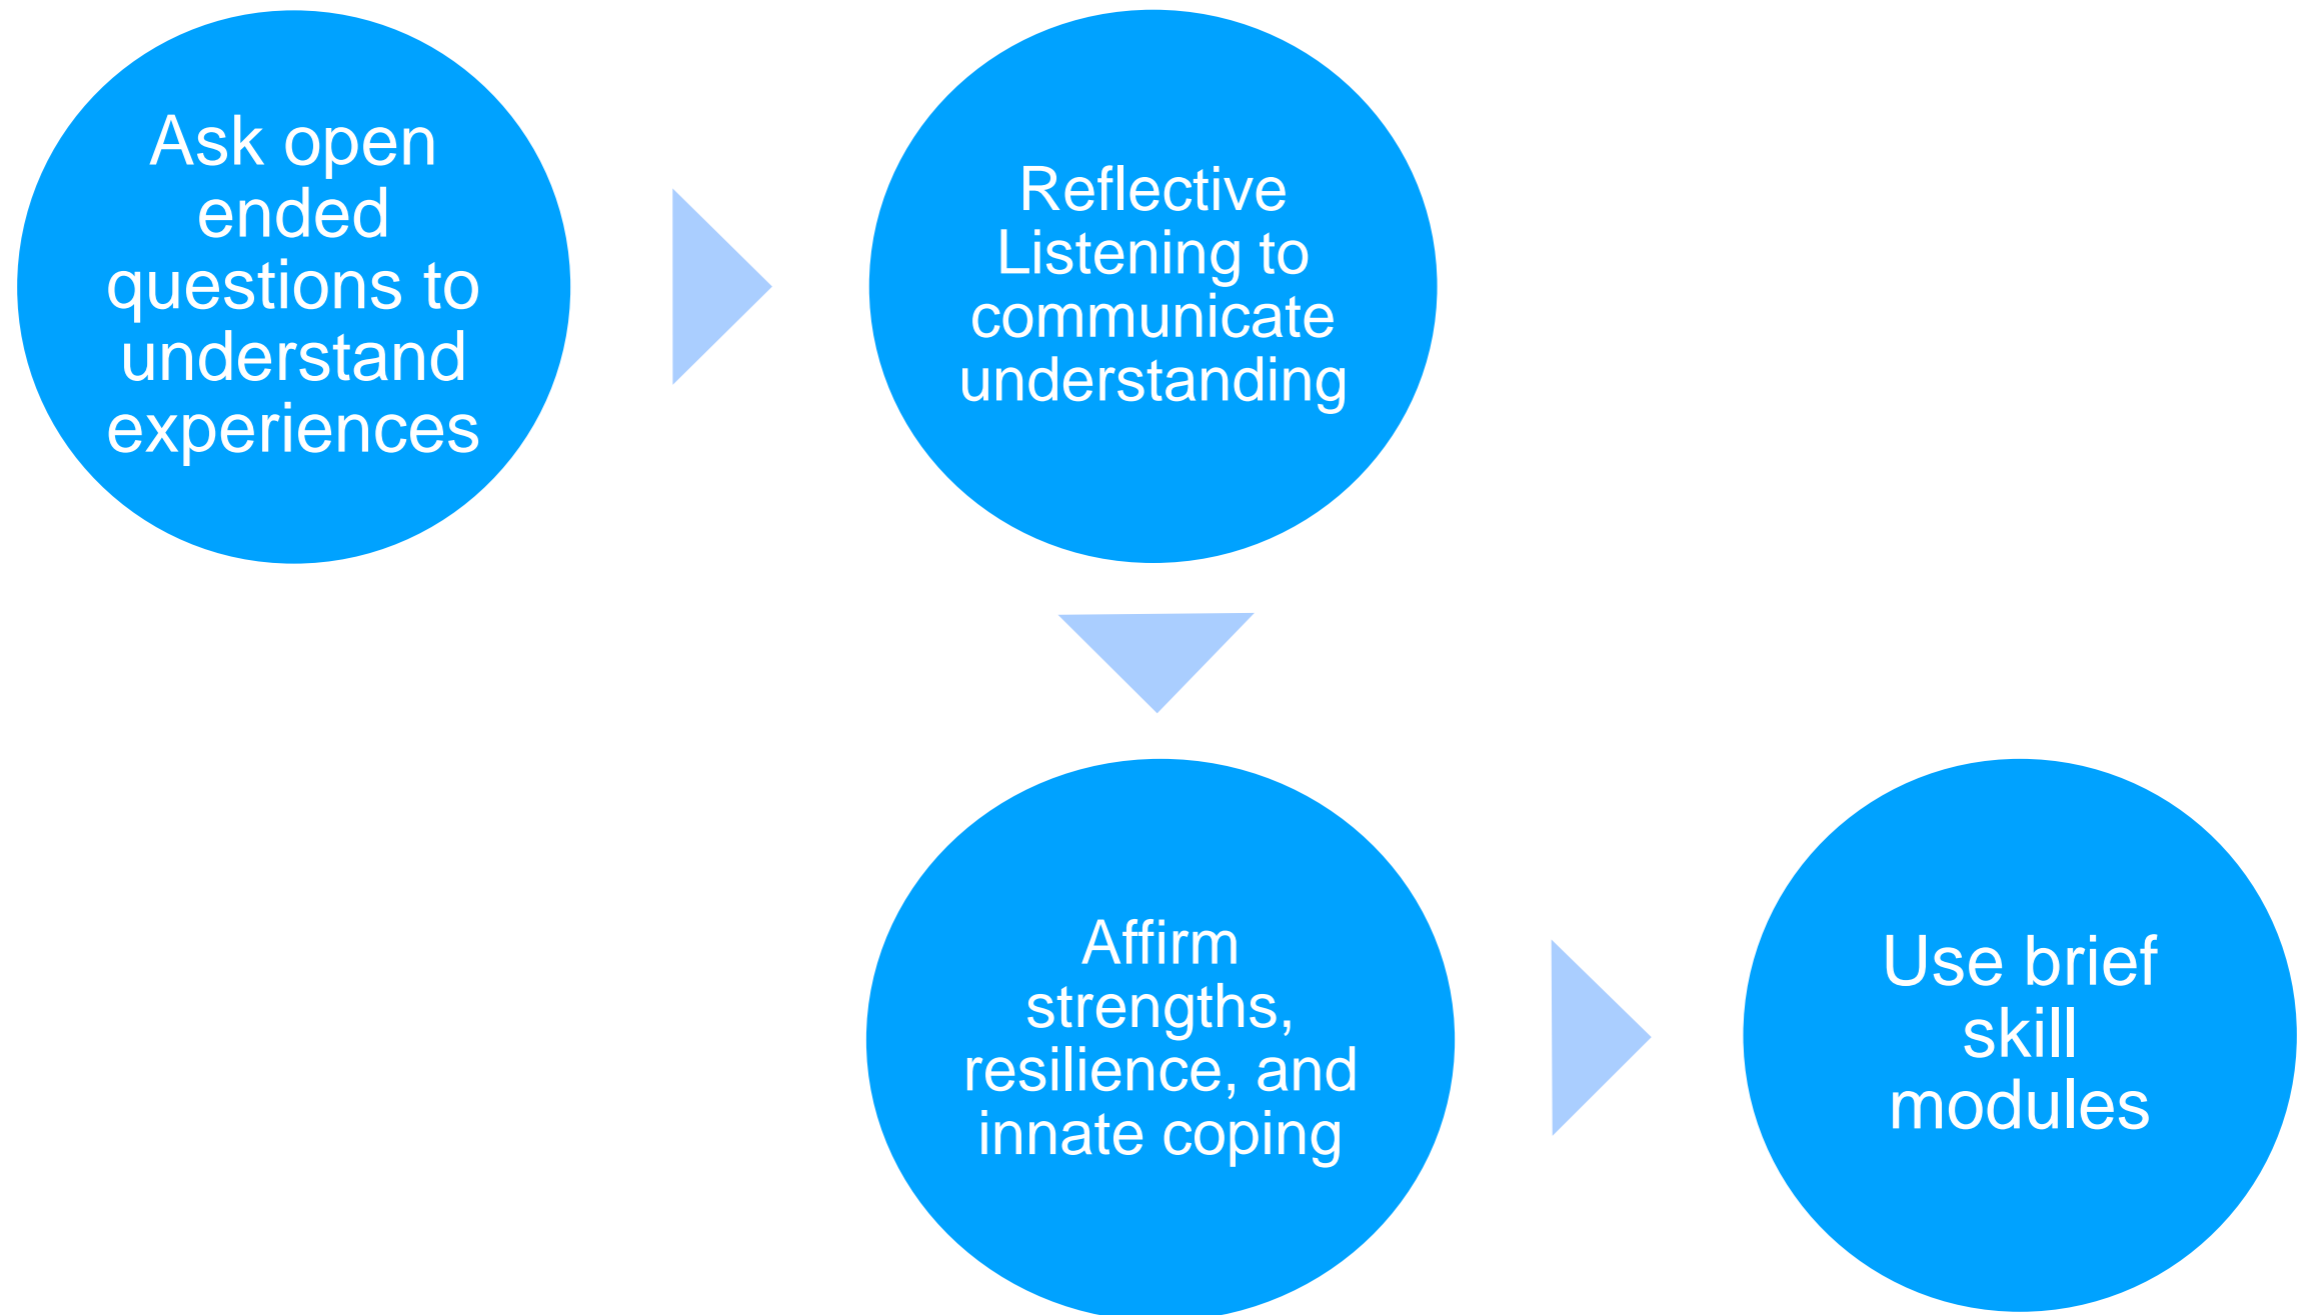 Ask open
ended
questions to
understand
experiences
Reflective
Listening to
communicate
understanding
Affirm
strengths,
resilience, and
innate coping
Use brief
skill
modules